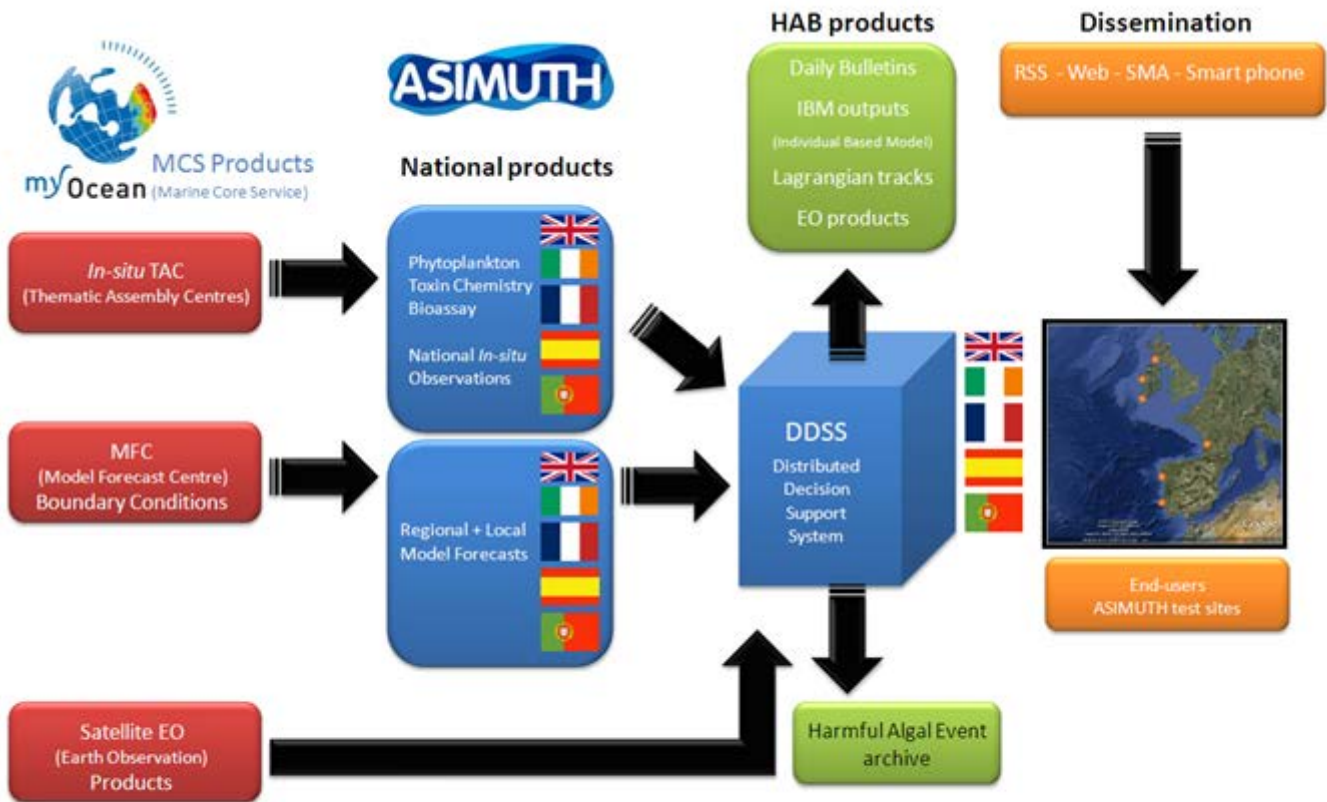 my Ocean
MCS Products
(Marine Core Service)
ASIMUTH
National products
HAB products
Dissemination
In-situ TAC
(Thematic Assembly Centres)
MFC
(Model Forecast Centre)
Boundary Conditions
Satellite EO
(Earth Observation)
Products
Phytoplankton
Toxin Chemistry
Bioassay
National In-situ
Observations
Regional + Local
Model Forecasts
DDSS
Distributed
Decision
Support
System
Daily Bulletins
IBM outputs
(Individual Based Model)
Lagrangian tracks
EO products
Harmful Algal Event
archive
RSS - Web - SMA - Smart phone
End-users
ASIMUTH test sites